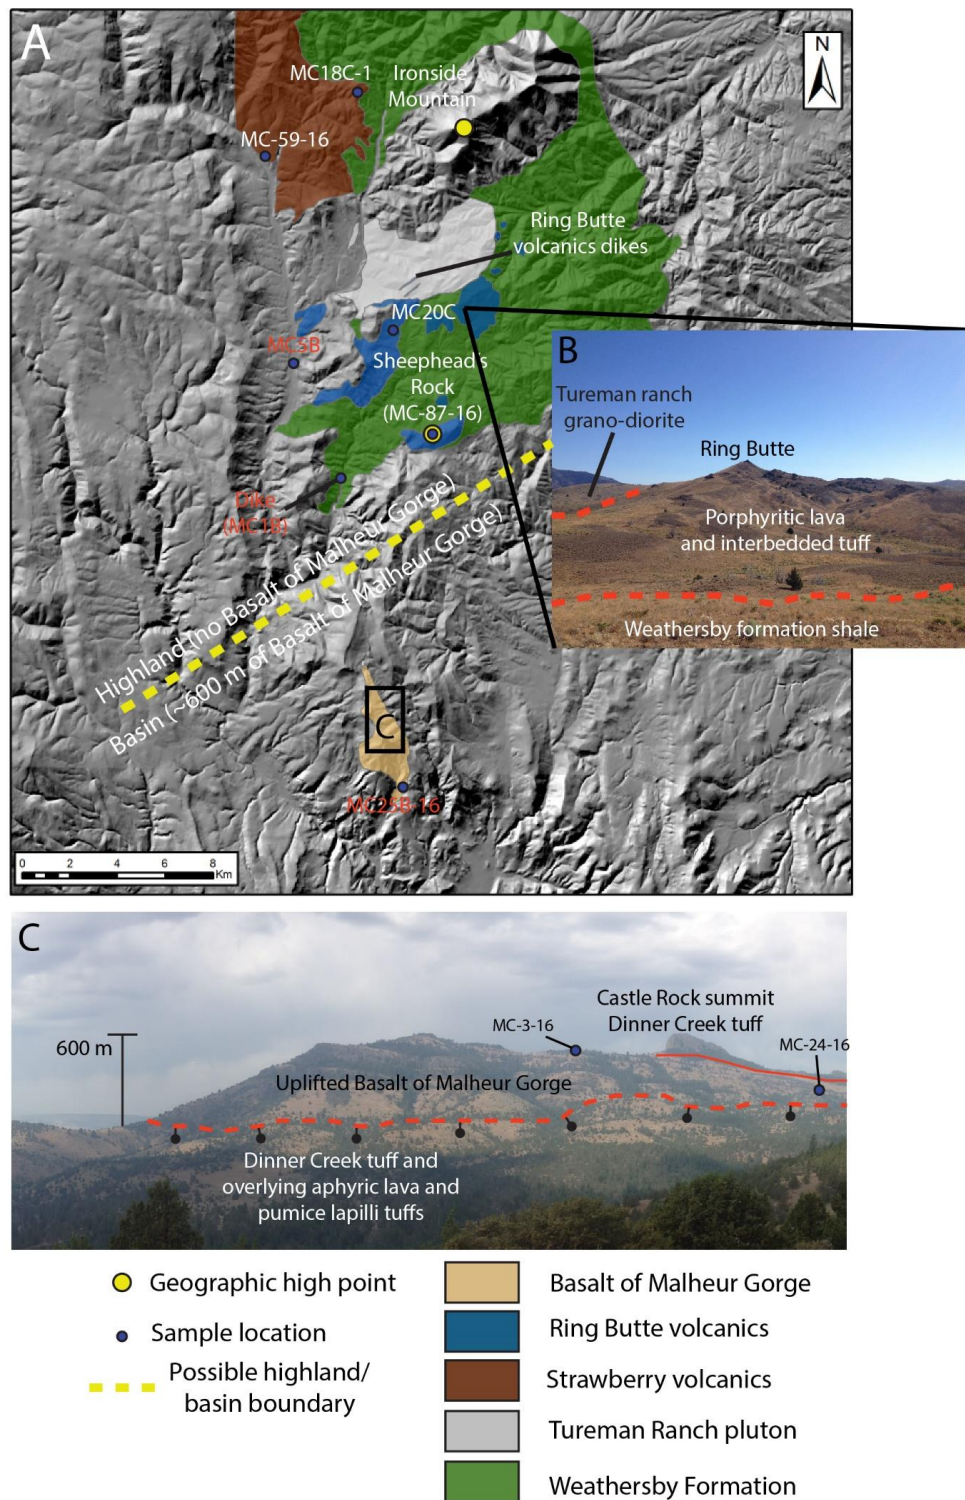 A
N
MC18C-1
Ironside
Mountain
MC-59-16
Ring Butte
volcanics dikes
MC20C
MC5B
Sheephead's
Rock
(MC-87-16)
Dike
(MC1B)
Highland (no Basalt of Malheur Gorge)
Basin (~600 m of Basalt of Malheur Gorge)
C
MC25B-16
0 2 4 6 8
Km
B
Tureman ranch
grano-diorite
Ring Butte
Porphyritic lava
and interbedded tuff
Weathersby formation shale
C
600 m
MC-3-16
Castle Rock summit
Dinner Creek tuff
MC-24-16
Uplifted Basalt of Malheur Gorge
Dinner Creek tuff and
overlying aphyric lava and
pumice lapilli tuffs
Geographic high point
Sample location
Possible highland/
basin boundary
Basalt of Malheur Gorge
Ring Butte volcanics
Strawberry volcanics
Tureman Ranch pluton
Weathersby Formation